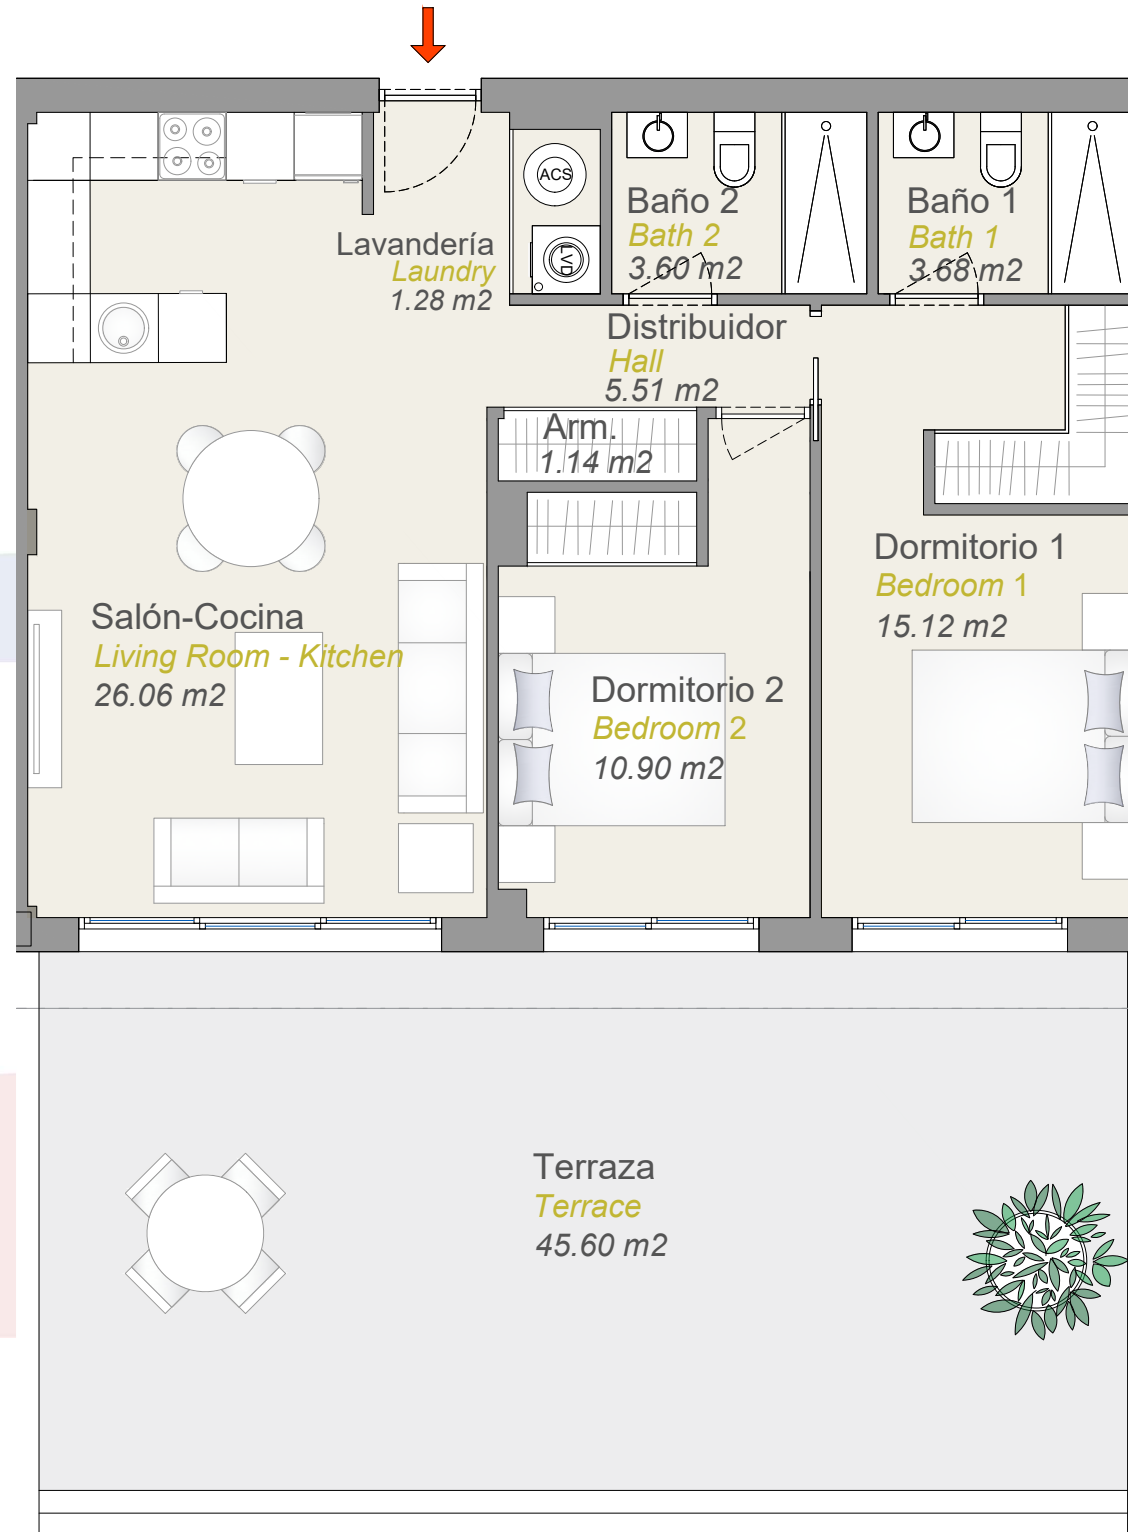 ACS
LVD
Baño 2
Bath 2
3.60 m2
Baño 1
Bath 1
3.68 m2
Lavandería
Laundry
1.28 m2
Distribuidor
Hall
5.51 m2
Arm.
1.14 m2
Dormitorio 1
Bedroom 1
15.12 m2
Salón-Cocina
Living Room - Kitchen
26.06 m2
Dormitorio 2
Bedroom 2
10.90 m2
Terraza
Terrace
45.60 m2